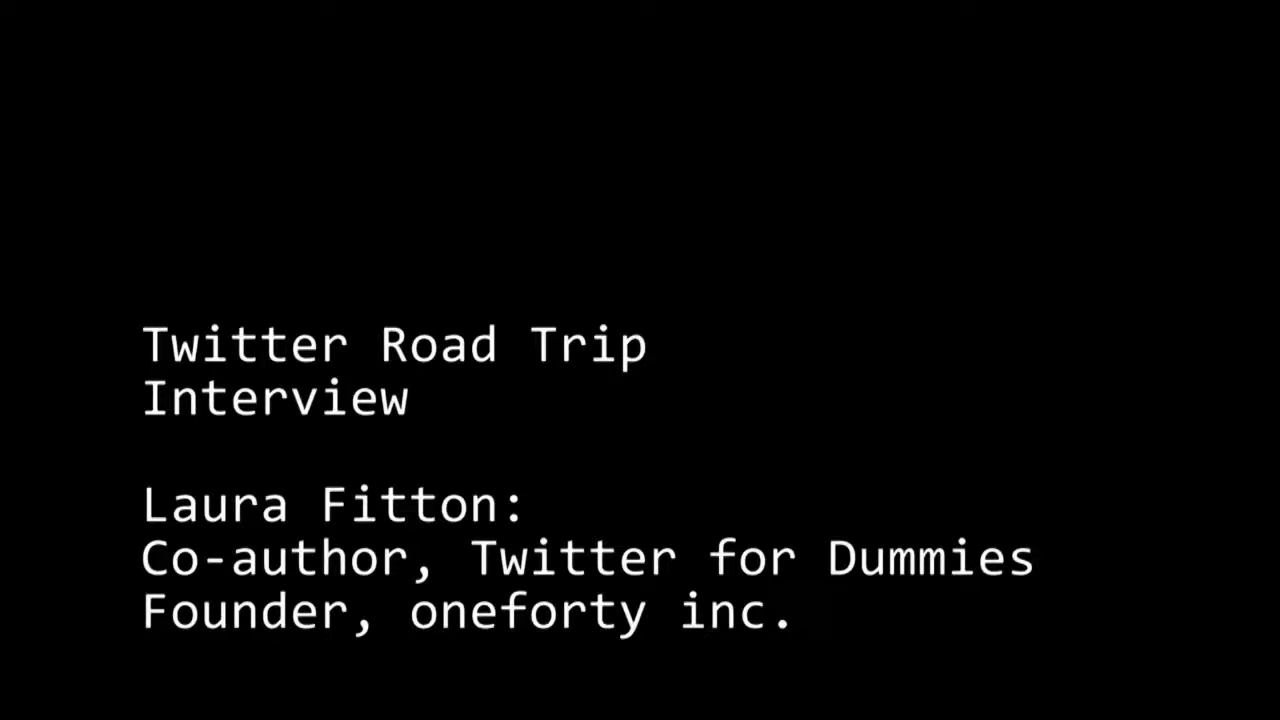 Twitter Road Trip
Interview
Laura Fitton:
Co-author, Twitter for Dummies
Founder, oneforty inc.